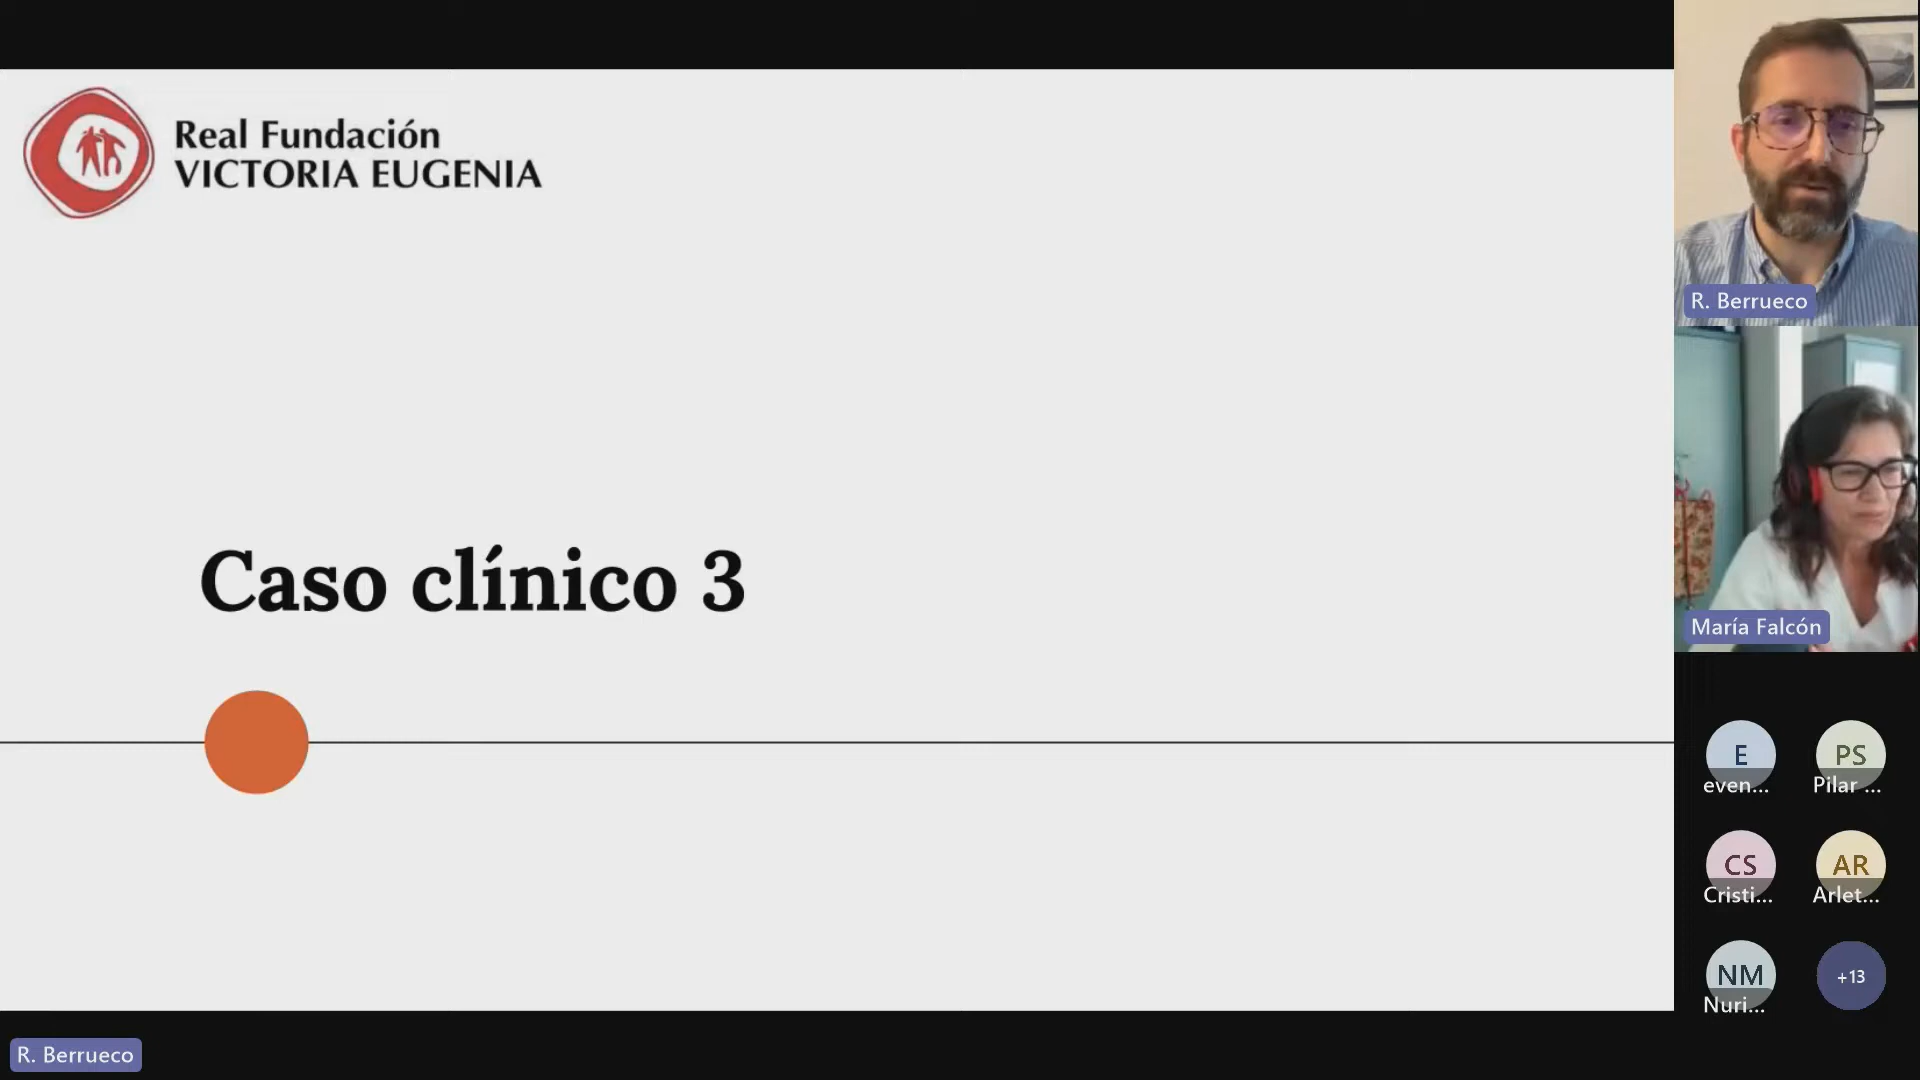 Real Fundación
VICTORIA EUGENIA
Caso clínico 3
R. Berrueco
María Falcón
E
even...
PS
Pilar ...
CS
Cristi...
AR
Arlet...
NM
Nuri...
+13
R. Berrueco